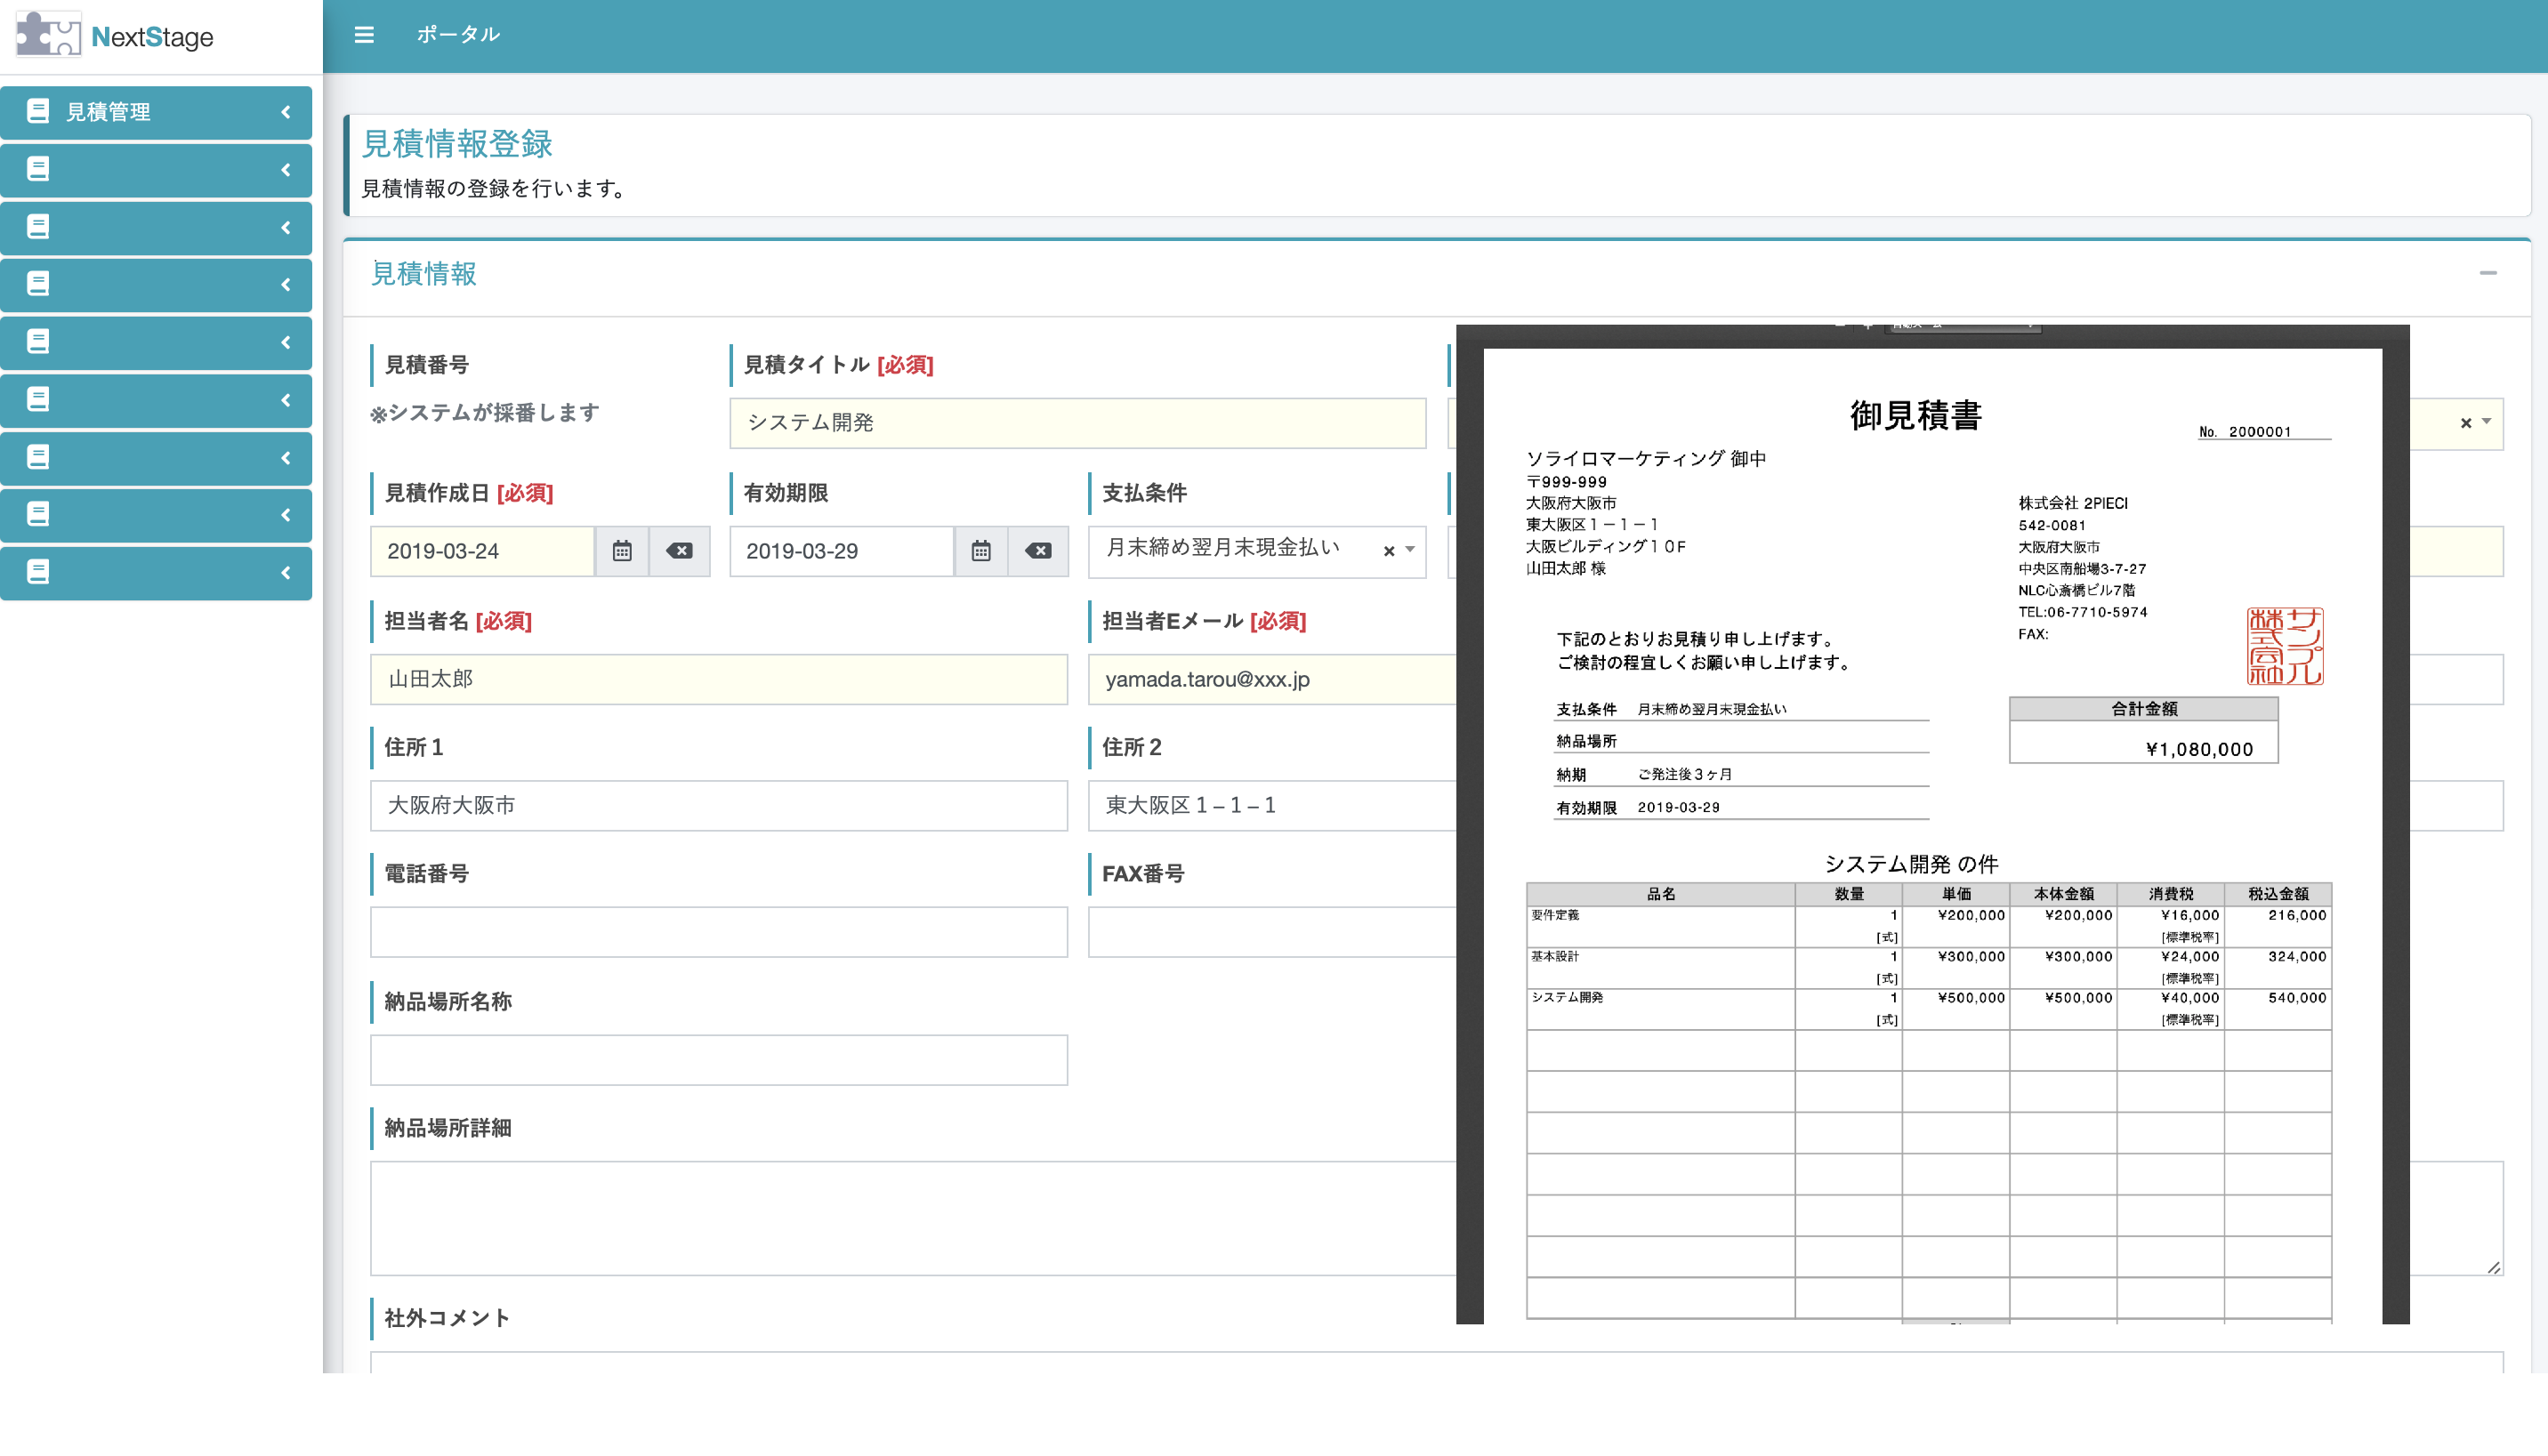 NextStage
ポータル
見積管理
見積情報登録
見積情報の登録を行います。
見積情報
見積番号
見積タイトル [必須]
※システムが採番します
システム開発
見積作成日 [必須]
有効期限
支払条件
2019-03-24
2019-03-29
月末締め翌月末現金払い
担当者名 [必須]
担当者Eメール [必須]
山田太郎
yamada.tarou@xxx.jp
住所１
住所２
大阪府大阪市
東大阪区１−１−１
電話番号
FAX番号
納品場所名称
納品場所詳細
社外コメント
御見積書
No. 2000001
ソライロマーケティング 御中
〒999-999
大阪府大阪市
東大阪区１−１−１
大阪ビルディング１０F
山田太郎 様
株式会社 2PIECI
542-0081
大阪府大阪市
中央区南船場3-7-27
NLC心斎橋ビル7階
TEL:06-7710-5974
FAX:
サンプル株式会社
下記のとおりお見積り申し上げます。
ご検討の程宜しくお願い申し上げます。
支払条件 月末締め翌月末現金払い
納品場所
納期 ご発注後３ヶ月
有効期限 2019-03-29
合計金額
¥1,080,000
システム開発 の件
品名 数量 単価 本体金額 消費税 税込金額
要件定義 1 ¥200,000 ¥200,000 ¥16,000 216,000
[式] [標準税率]
基本設計 1 ¥300,000 ¥300,000 ¥24,000 324,000
[式] [標準税率]
システム開発 1 ¥500,000 ¥500,000 ¥40,000 540,000
[式] [標準税率]